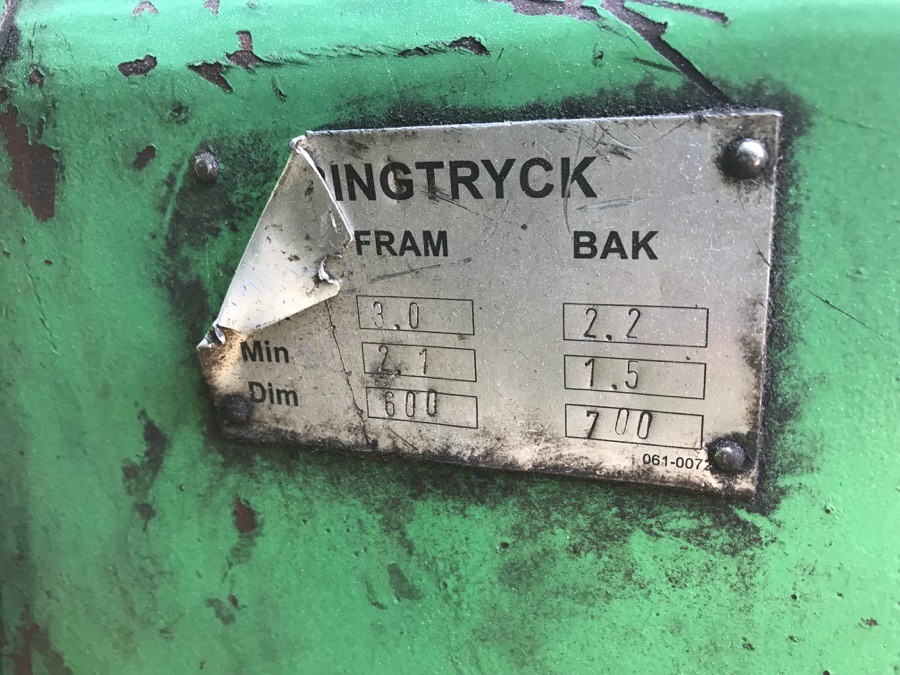 INGTRYCK
FRAM BAK
3.0 2.2
Min 2.1 1.5
Dim 600 700
061-0072